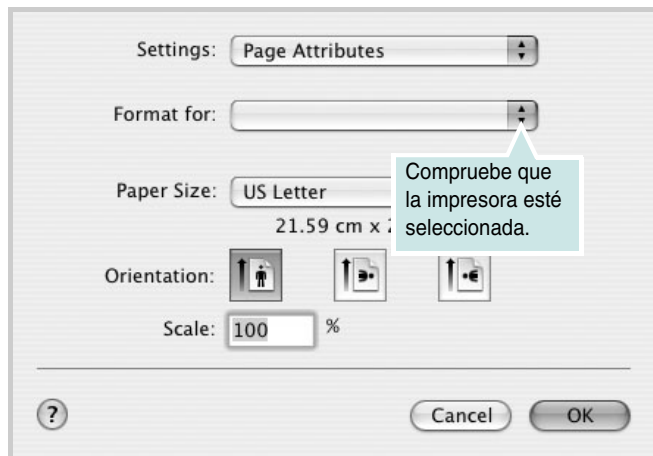 Settings: Page Attributes
Format for:
Compruebe que
la impresora esté
seleccionada.
Paper Size: US Letter
21.59 cm x
Orientation:
Scale: 100 %
? Cancel OK